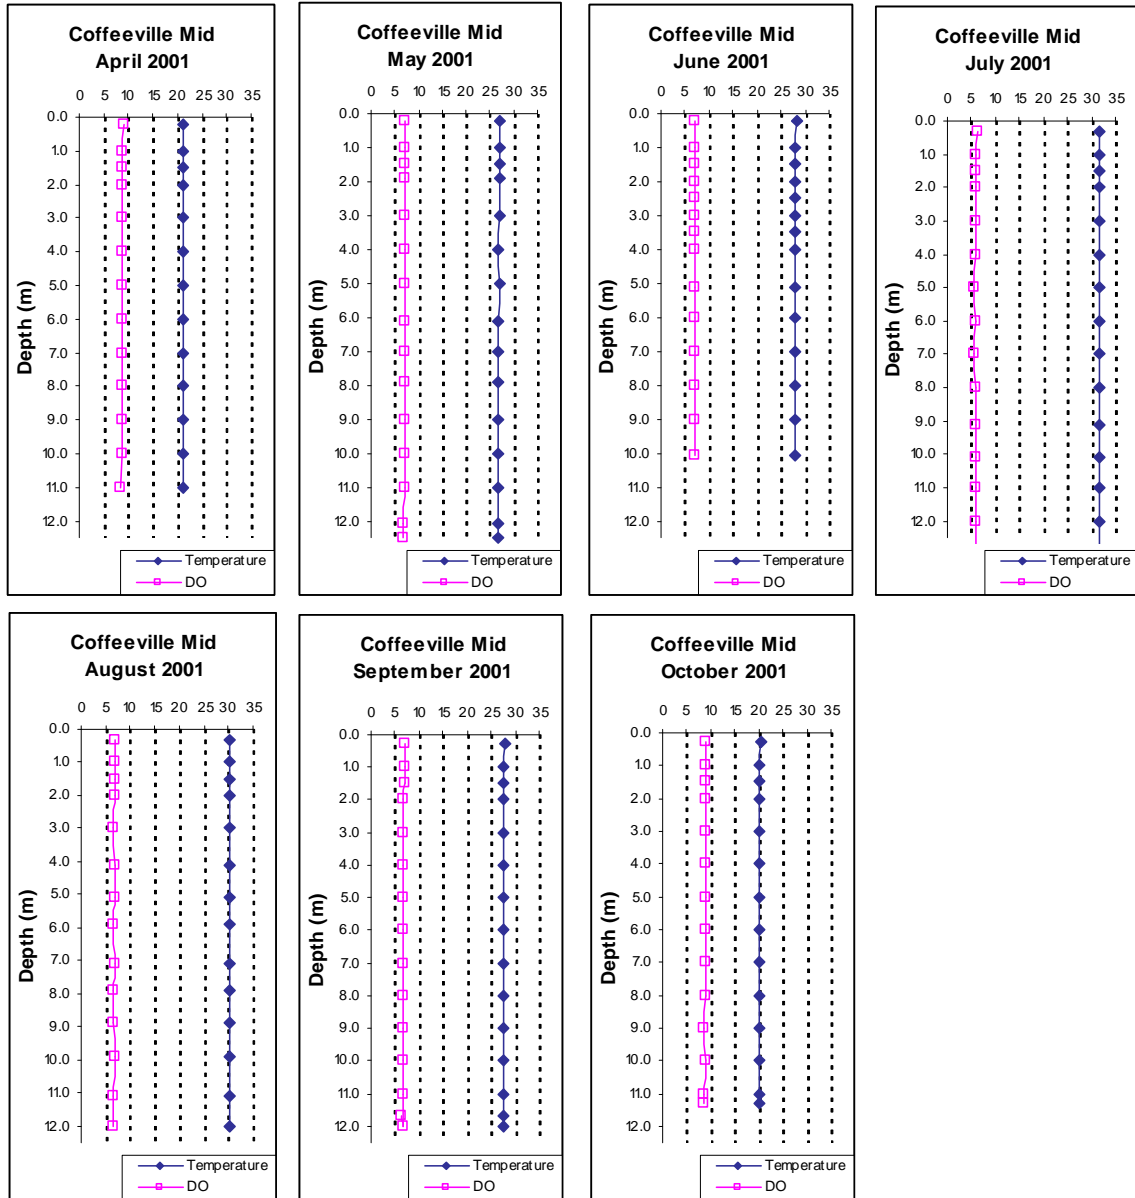 Coffeeville Mid
April 2001
0 5 10 15 20 25 30 35
0.0
1.0
2.0
3.0
4.0
5.0
6.0
7.0
8.0
9.0
10.0
11.0
12.0
Depth (m)
Temperature
DO
Coffeeville Mid
May 2001
0 5 10 15 20 25 30 35
0.0
1.0
2.0
3.0
4.0
5.0
6.0
7.0
8.0
9.0
10.0
11.0
12.0
Depth (m)
Temperature
DO
Coffeeville Mid
June 2001
0 5 10 15 20 25 30 35
0.0
1.0
2.0
3.0
4.0
5.0
6.0
7.0
8.0
9.0
10.0
11.0
12.0
Depth (m)
Temperature
DO
Coffeeville Mid
July 2001
0 5 10 15 20 25 30 35
0.0
1.0
2.0
3.0
4.0
5.0
6.0
7.0
8.0
9.0
10.0
11.0
12.0
Depth (m)
Temperature
DO
Coffeeville Mid
August 2001
0 5 10 15 20 25 30 35
0.0
1.0
2.0
3.0
4.0
5.0
6.0
7.0
8.0
9.0
10.0
11.0
12.0
Depth (m)
Temperature
DO
Coffeeville Mid
September 2001
0 5 10 15 20 25 30 35
0.0
1.0
2.0
3.0
4.0
5.0
6.0
7.0
8.0
9.0
10.0
11.0
12.0
Depth (m)
Temperature
DO
Coffeeville Mid
October 2001
0 5 10 15 20 25 30 35
0.0
1.0
2.0
3.0
4.0
5.0
6.0
7.0
8.0
9.0
10.0
11.0
12.0
Depth (m)
Temperature
DO